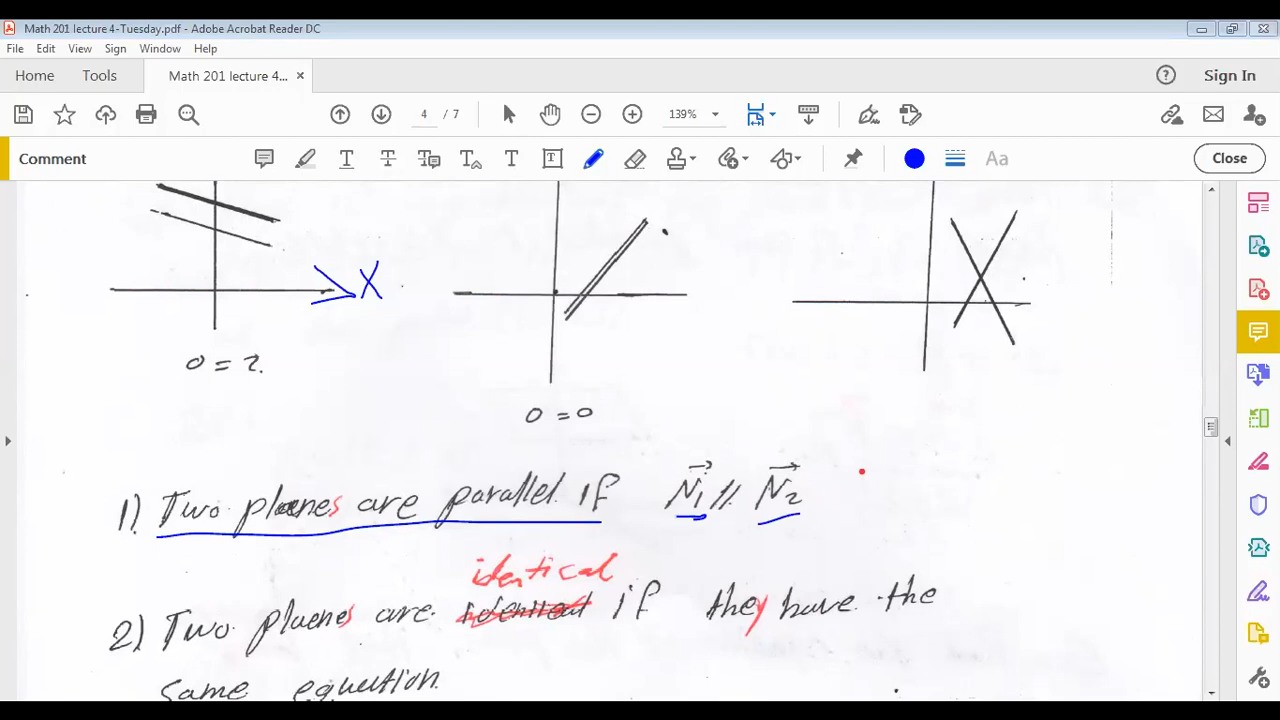 Math 201 lecture 4-Tuesday.pdf - Adobe Acrobat Reader DC
File Edit View Sign Window Help
Home Tools Math 201 lecture 4... × Sign In
4 / 7 139%
Comment Aa Close
X
0 = 2.
0 = 0
1) Two planes are parallel if N1 // N2
identical
2) Two planes are if they have the
same equation.